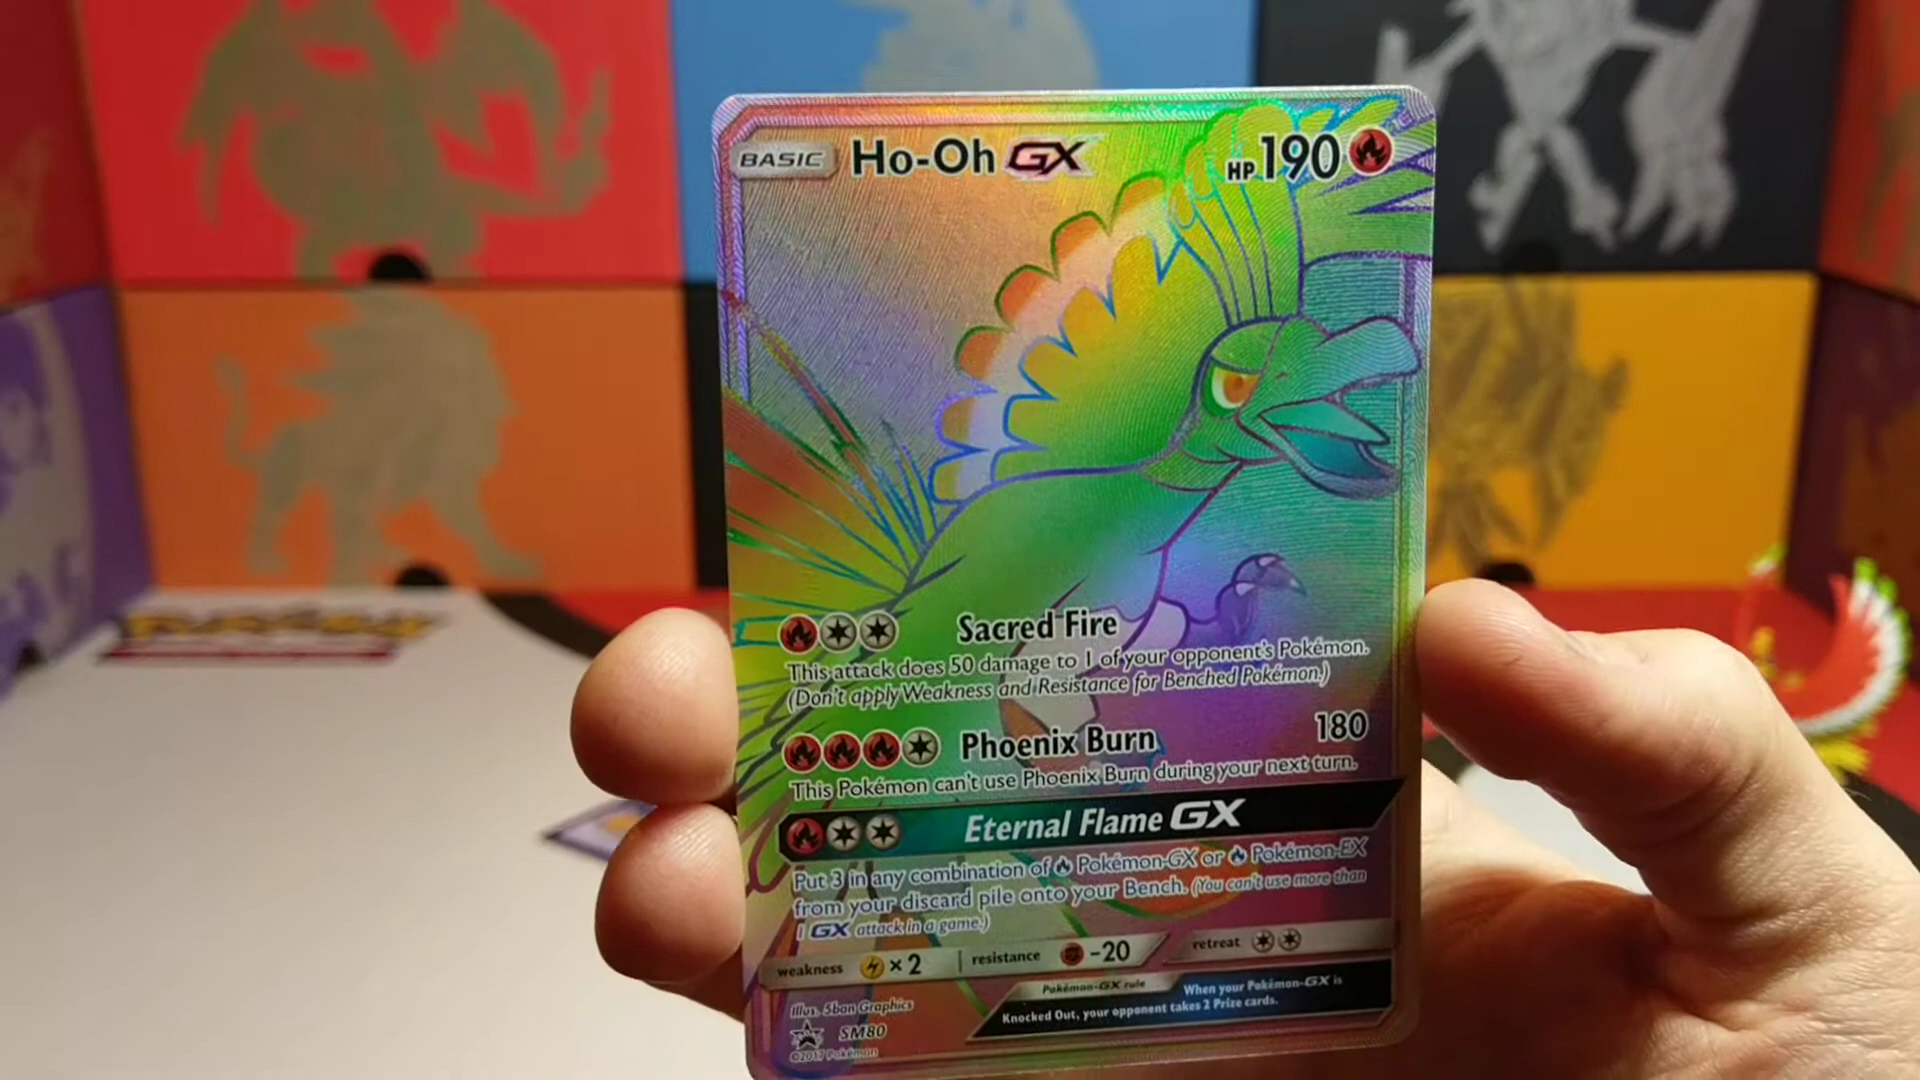 BASIC Ho-Oh GX HP 190
Sacred Fire
This attack does 50 damage to 1 of your opponent's Pokémon.
(Don't apply Weakness and Resistance for Benched Pokémon.)
Phoenix Burn 180
This Pokémon can't use Phoenix Burn during your next turn.
Eternal Flame GX
Put 3 in any combination of Pokémon-GX or Pokémon-EX
from your discard pile onto your Bench. (You can't use more than
1 GX attack in a game.)
weakness ×2 resistance -20 retreat
Pokémon-GX rule When your Pokémon-GX is
Knocked Out, your opponent takes 2 Prize cards.
Illus. 5ban Graphics
SM80
©2017 Pokémon